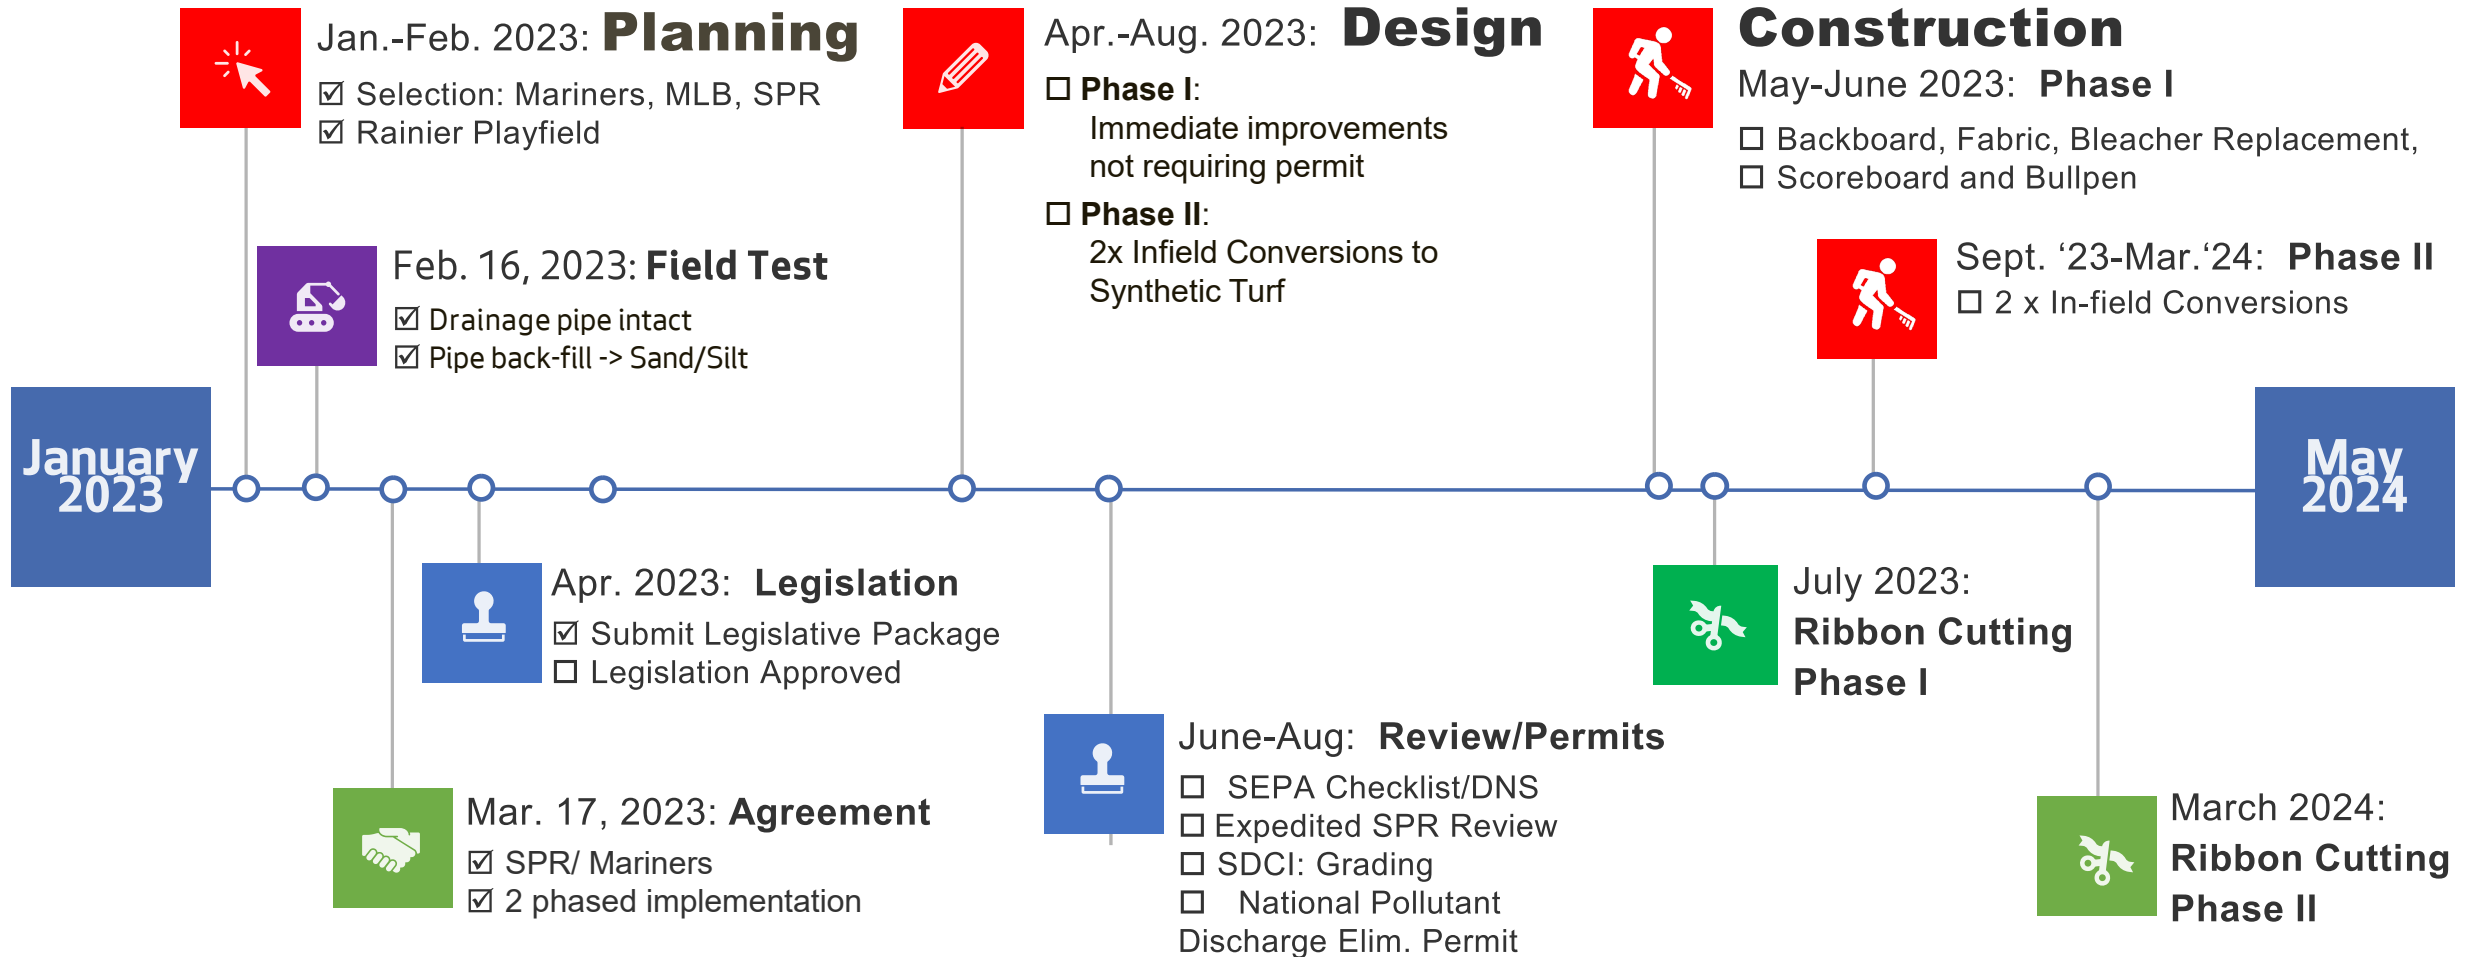 Jan.-Feb. 2023: Planning
☑ Selection: Mariners, MLB, SPR
☑ Rainier Playfield
Apr.-Aug. 2023: Design
☐ Phase I:
Immediate improvements
not requiring permit
☐ Phase II:
2x Infield Conversions to
Synthetic Turf
Construction
May-June 2023: Phase I
☐ Backboard, Fabric, Bleacher Replacement,
☐ Scoreboard and Bullpen
Feb. 16, 2023: Field Test
☑ Drainage pipe intact
☑ Pipe back-fill -> Sand/Silt
Sept. ‘23-Mar.‘24: Phase II
☐ 2 x In-field Conversions
January
2023
May
2024
Apr. 2023: Legislation
☑ Submit Legislative Package
☐ Legislation Approved
July 2023:
Ribbon Cutting
Phase I
Mar. 17, 2023: Agreement
☑ SPR/ Mariners
☑ 2 phased implementation
June-Aug: Review/Permits
☐ SEPA Checklist/DNS
☐ Expedited SPR Review
☐ SDCI: Grading
☐ National Pollutant
Discharge Elim. Permit
March 2024:
Ribbon Cutting
Phase II